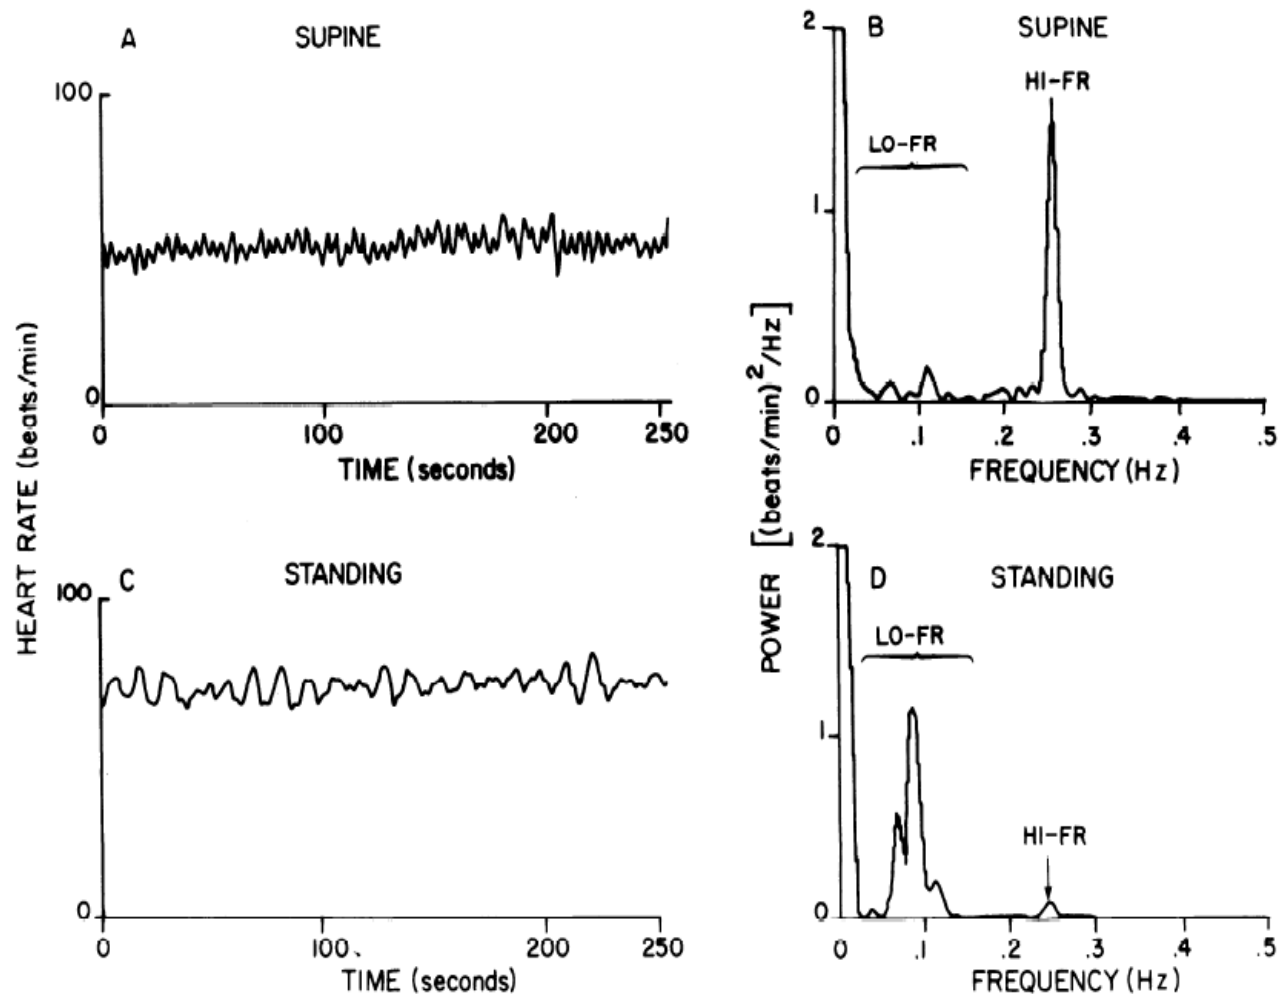 A SUPINE
100
0
0 100 200 250
TIME (seconds)
B SUPINE
2
HI-FR
LO-FR
1
0
0 .1 .2 .3 .4 .5
FREQUENCY (Hz)
HEART RATE (beats/min)
POWER [(beats/min)²/Hz]
C STANDING
100
0
0 100 200 250
TIME (seconds)
D STANDING
2
LO-FR
1
HI-FR
0
0 .1 .2 .3 .4 .5
FREQUENCY (Hz)